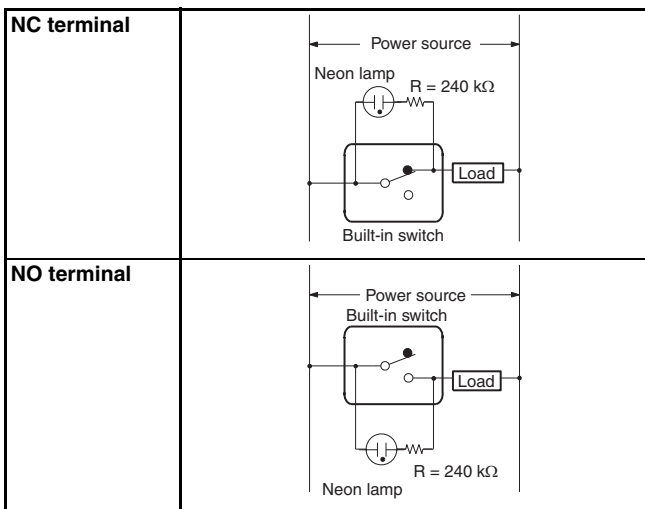 NC terminal
Power source
Neon lamp
R = 240 kΩ
Load
Built-in switch
NO terminal
Power source
Built-in switch
Load
R = 240 kΩ
Neon lamp